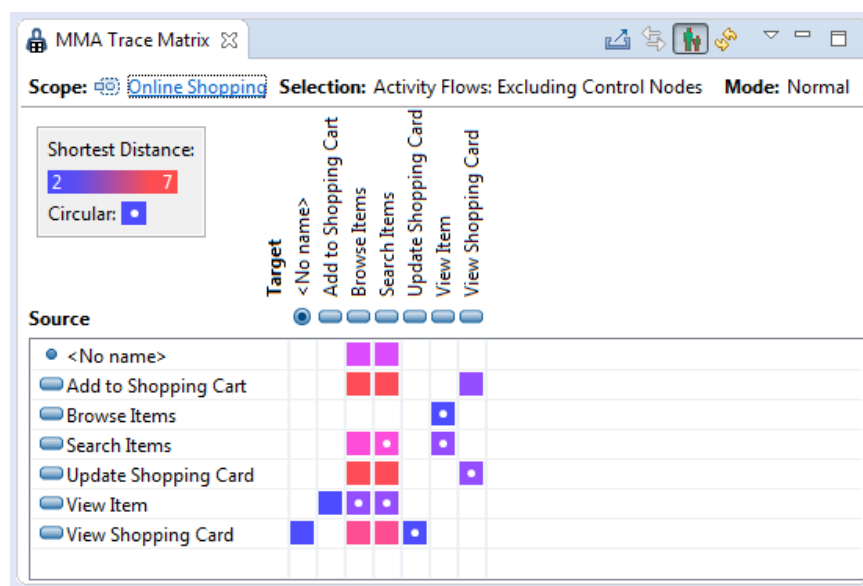 MMA Trace Matrix
Scope: Online Shopping Selection: Activity Flows: Excluding Control Nodes Mode: Normal
Shortest Distance:
2 7
Circular:
Target
<No name>
Add to Shopping Cart
Browse Items
Search Items
Update Shopping Card
View Item
View Shopping Card
Source
<No name>
Add to Shopping Cart
Browse Items
Search Items
Update Shopping Card
View Item
View Shopping Card